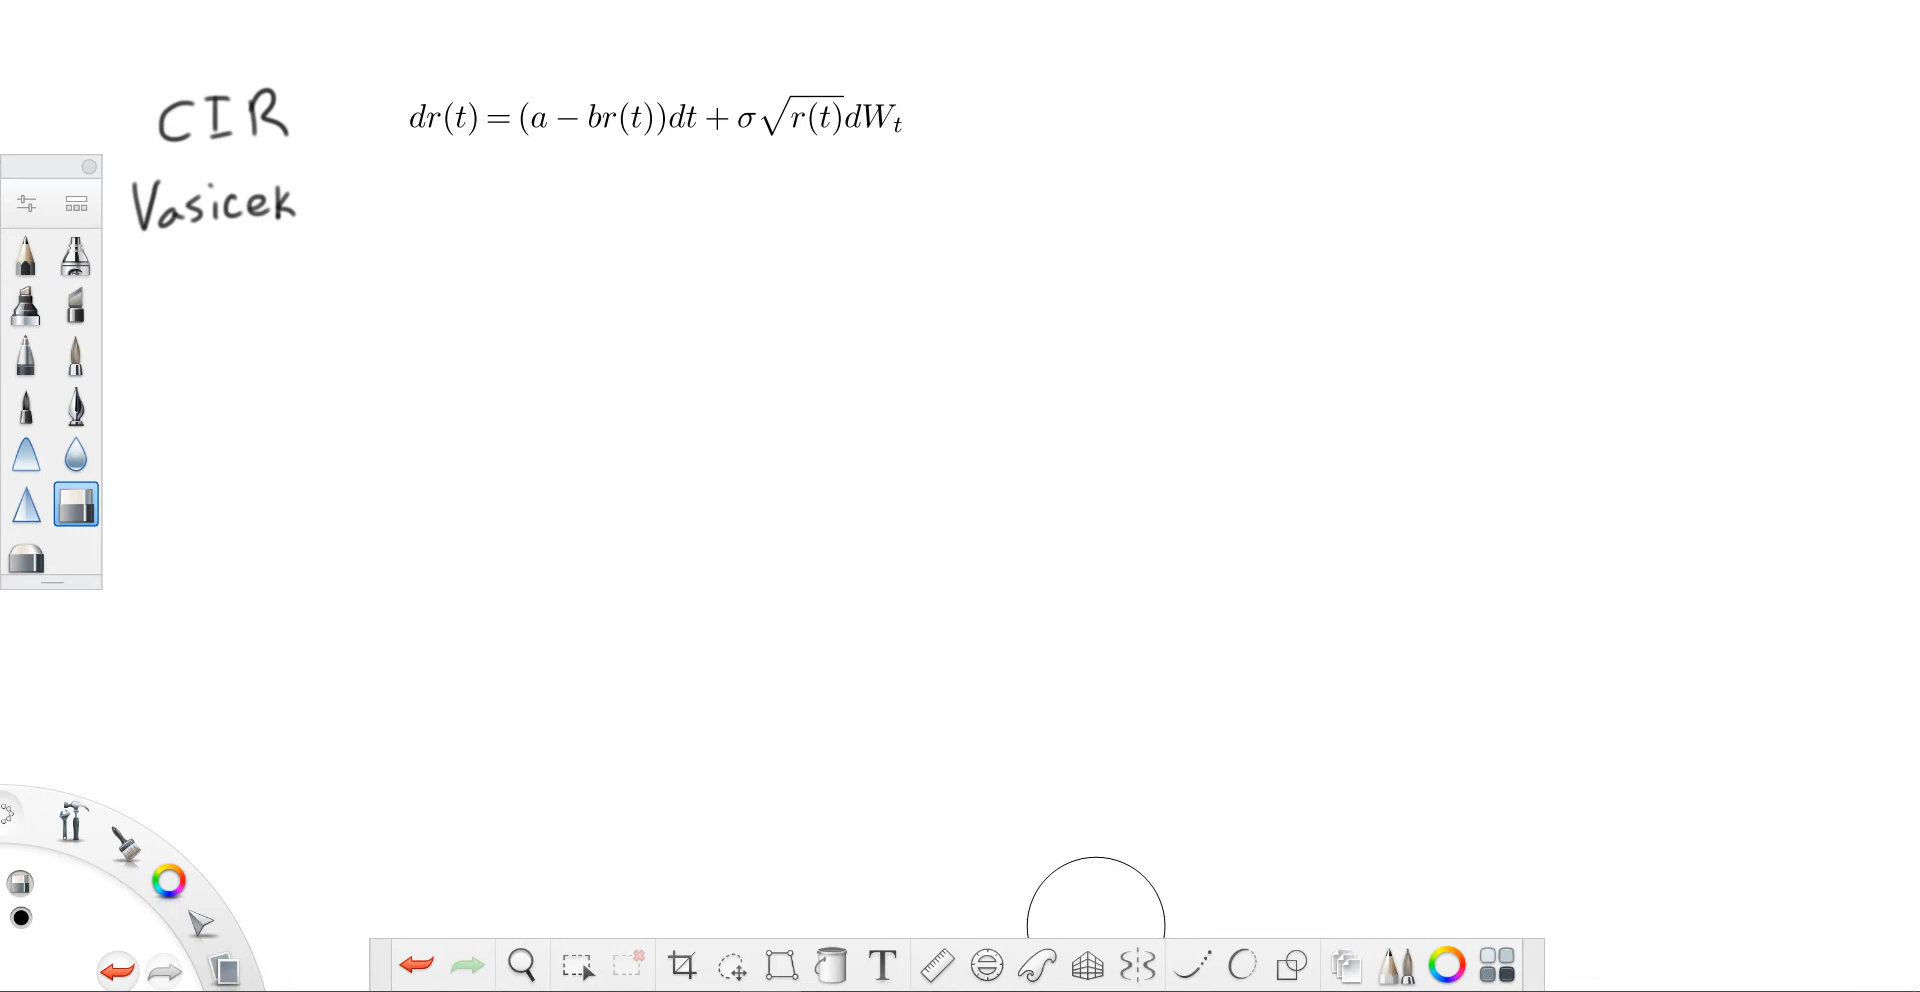 CIR dr(t) = (a − br(t))dt + σ√r(t)dW_t
Vasicek
T